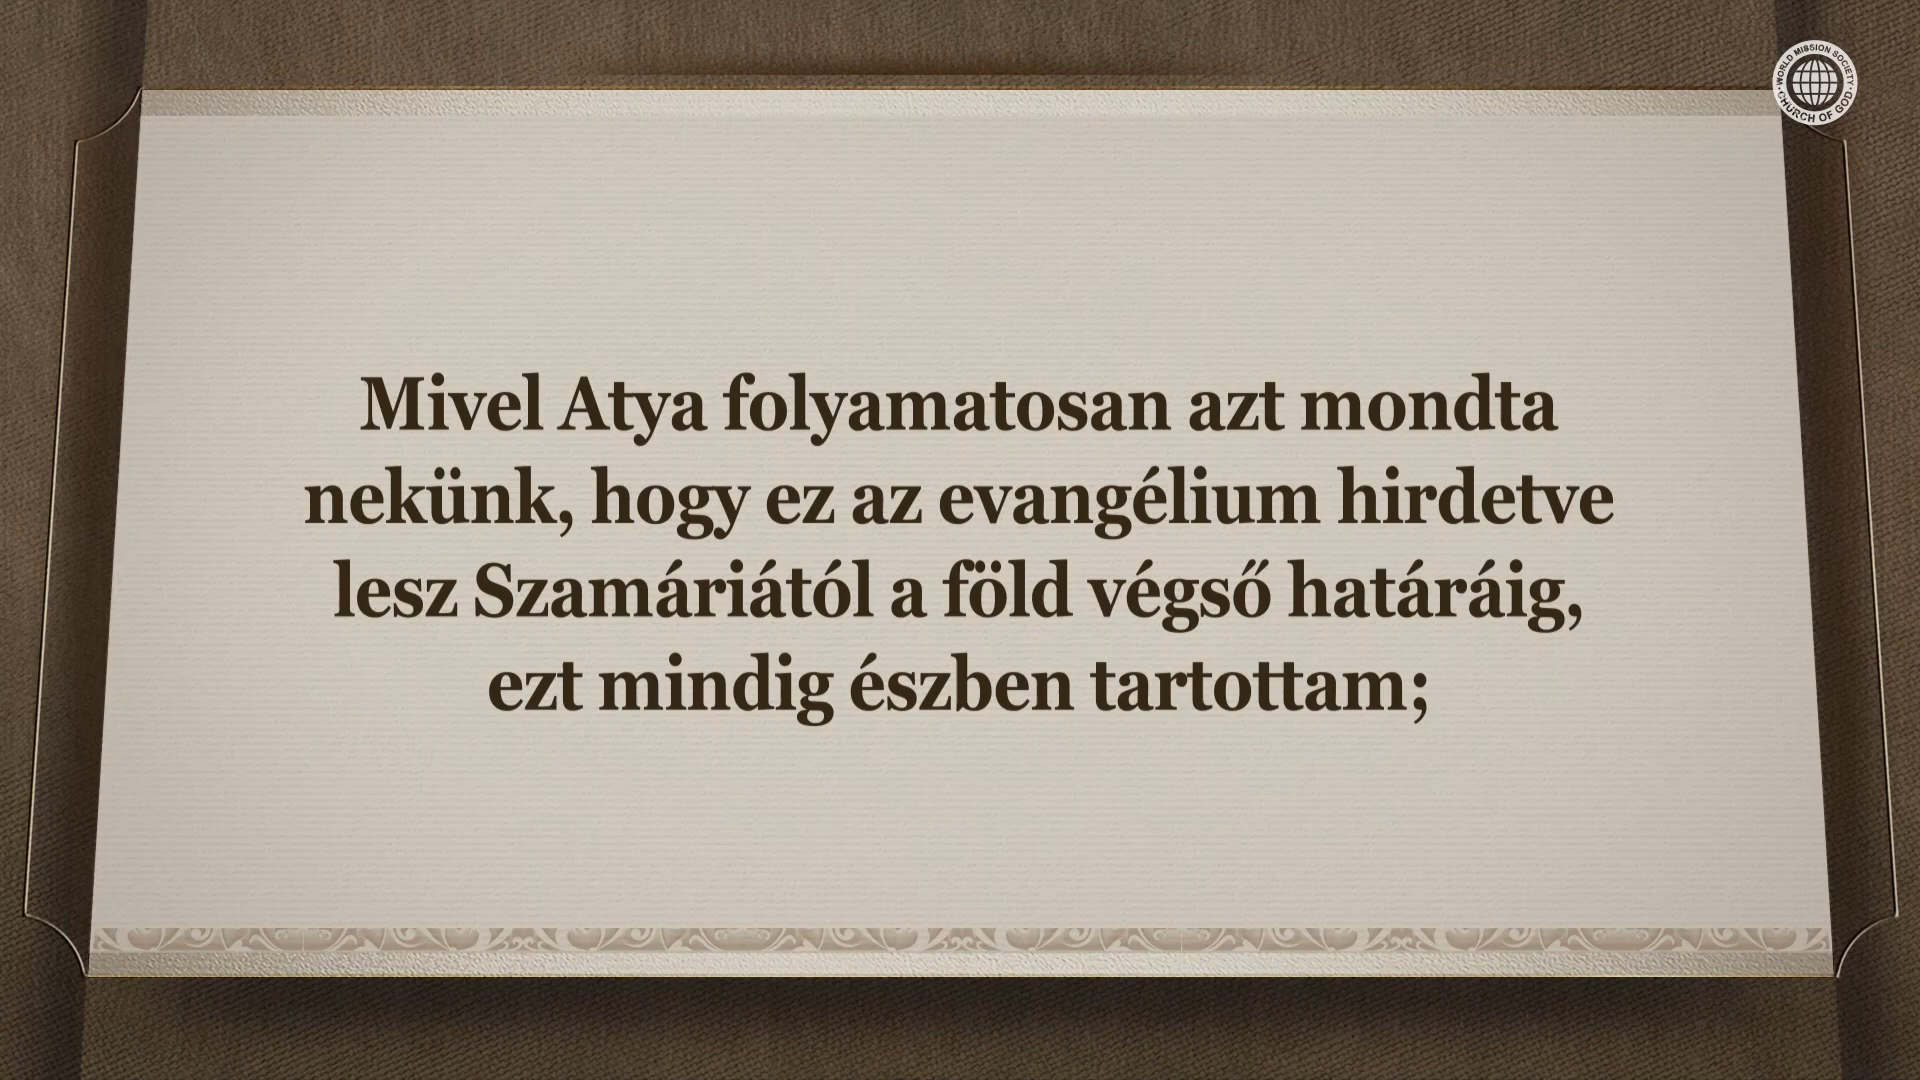 WORLD MISSION SOCIETY
CHURCH OF GOD
Mivel Atya folyamatosan azt mondta
nekünk, hogy ez az evangélium hirdetve
lesz Szamáriától a föld végső határáig,
ezt mindig észben tartottam;